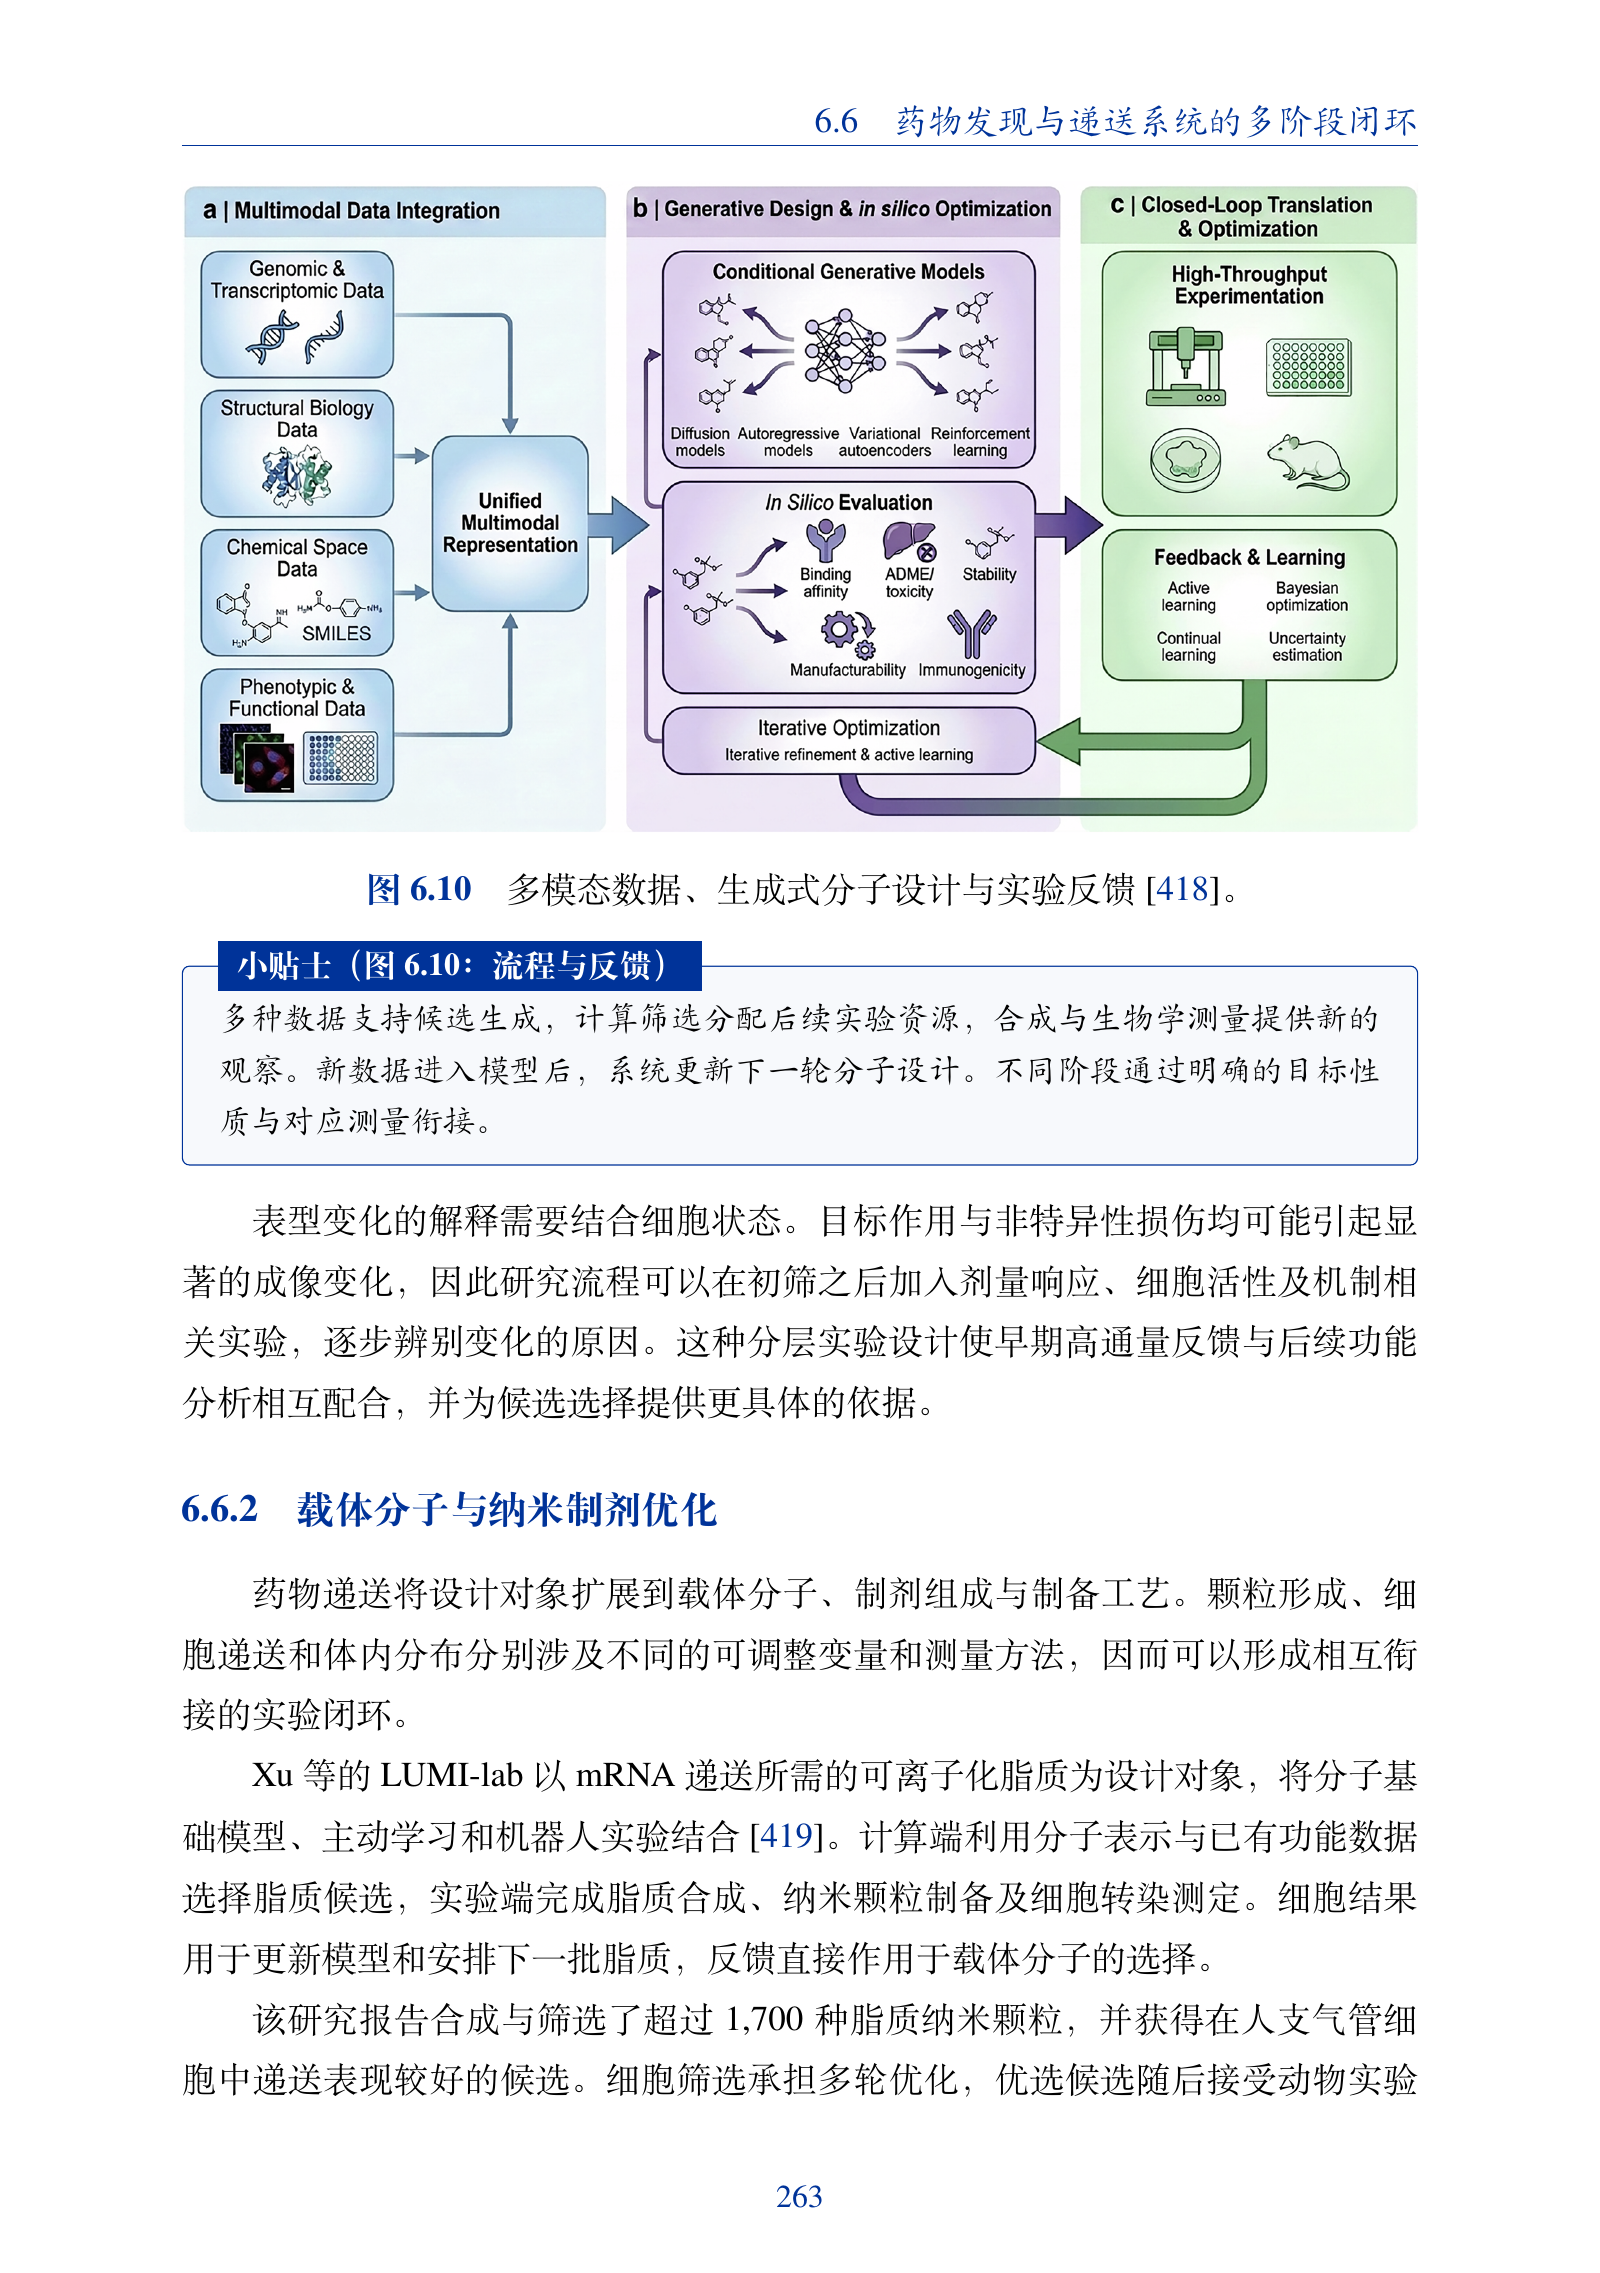 6.6 药物发现与递送系统的多阶段闭环
a | Multimodal Data Integration
Genomic &
Transcriptomic Data
Structural Biology
Data
Chemical Space
Data
NH
H₂N
O
NH₂
H₂N
SMILES
Phenotypic &
Functional Data
Unified
Multimodal
Representation
b | Generative Design & in silico Optimization
Conditional Generative Models
Diffusion models
Autoregressive models
Variational autoencoders
Reinforcement learning
In Silico Evaluation
Binding affinity
ADME/ toxicity
Stability
Manufacturability
Immunogenicity
Iterative Optimization
Iterative refinement & active learning
c | Closed-Loop Translation
& Optimization
High-Throughput
Experimentation
Feedback & Learning
Active learning
Bayesian optimization
Continual learning
Uncertainty estimation
图 6.10 多模态数据、生成式分子设计与实验反馈 [418]。
小贴士（图 6.10：流程与反馈）
多种数据支持候选生成，计算筛选分配后续实验资源，合成与生物学测量提供新的
观察。新数据进入模型后，系统更新下一轮分子设计。不同阶段通过明确的目标性
质与对应测量衔接。
表型变化的解释需要结合细胞状态。目标作用与非特异性损伤均可能引起显
著的成像变化，因此研究流程可以在初筛之后加入剂量响应、细胞活性及机制相
关实验，逐步辨别变化的原因。这种分层实验设计使早期高通量反馈与后续功能
分析相互配合，并为候选选择提供更具体的依据。
6.6.2 载体分子与纳米制剂优化
药物递送将设计对象扩展到载体分子、制剂组成与制备工艺。颗粒形成、细
胞递送和体内分布分别涉及不同的可调整变量和测量方法，因而可以形成相互衔
接的实验闭环。
Xu 等的 LUMI-lab 以 mRNA 递送所需的可离子化脂质为设计对象，将分子基
础模型、主动学习和机器人实验结合 [419]。计算端利用分子表示与已有功能数据
选择脂质候选，实验端完成脂质合成、纳米颗粒制备及细胞转染测定。细胞结果
用于更新模型和安排下一批脂质，反馈直接作用于载体分子的选择。
该研究报告合成与筛选了超过 1,700 种脂质纳米颗粒，并获得在人支气管细
胞中递送表现较好的候选。细胞筛选承担多轮优化，优选候选随后接受动物实验
263